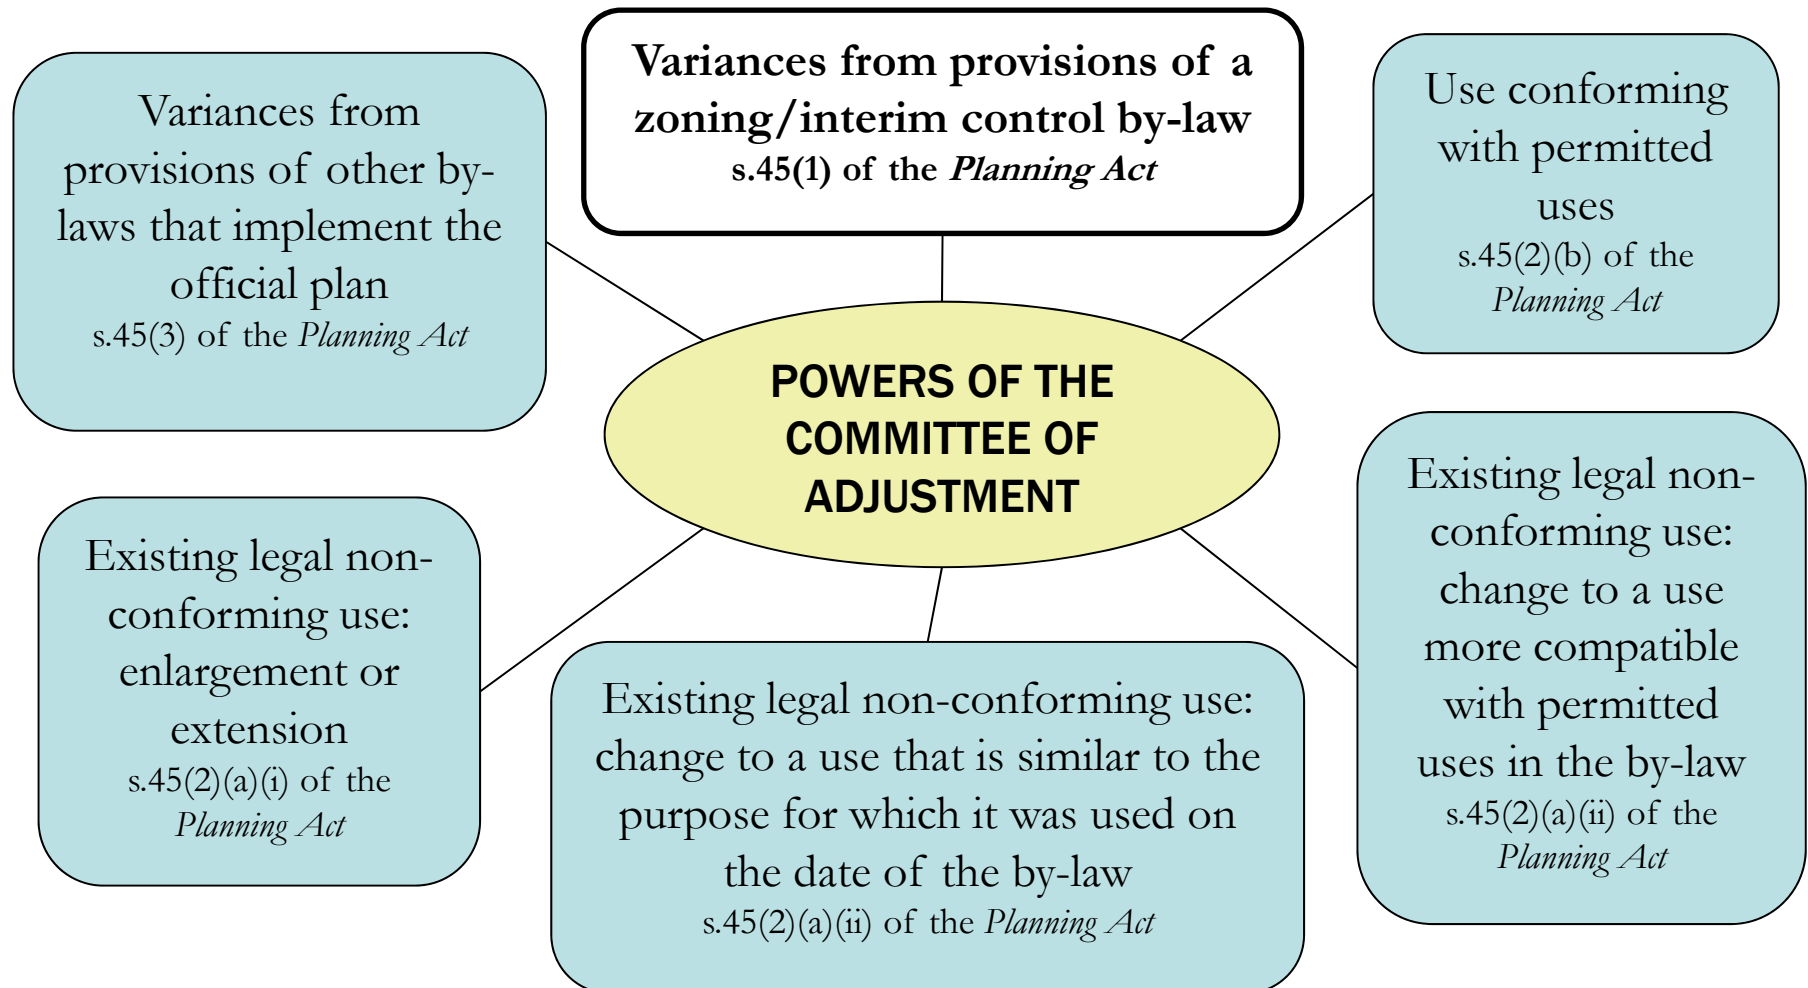 Variances from provisions of a
zoning/interim control by-law
s.45(1) of the Planning Act
Variances from
provisions of other by-
laws that implement the
official plan
s.45(3) of the Planning Act
Use conforming
with permitted
uses
s.45(2)(b) of the
Planning Act
POWERS OF THE
COMMITTEE OF
ADJUSTMENT
Existing legal non-
conforming use:
enlargement or
extension
s.45(2)(a)(i) of the
Planning Act
Existing legal non-conforming use:
change to a use that is similar to the
purpose for which it was used on
the date of the by-law
s.45(2)(a)(ii) of the Planning Act
Existing legal non-
conforming use:
change to a use
more compatible
with permitted
uses in the by-law
s.45(2)(a)(ii) of the
Planning Act